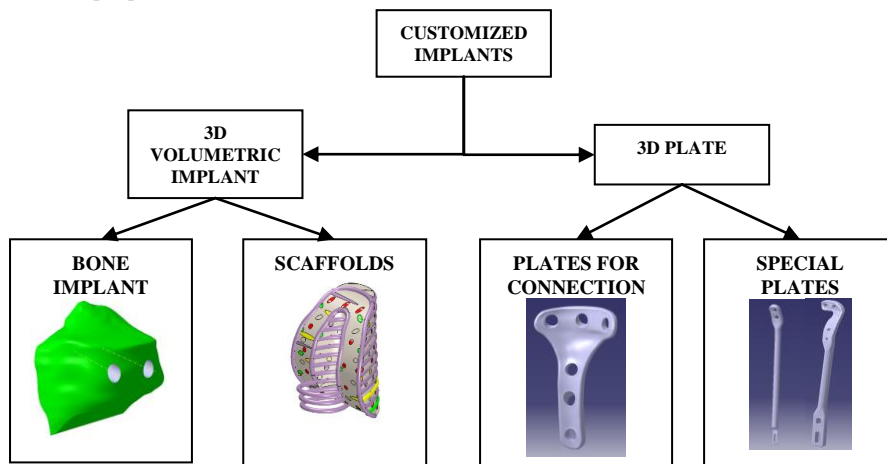 CUSTOMIZED
IMPLANTS
3D
VOLUMETRIC
IMPLANT
3D PLATE
BONE
IMPLANT
SCAFFOLDS
PLATES FOR
CONNECTION
SPECIAL
PLATES